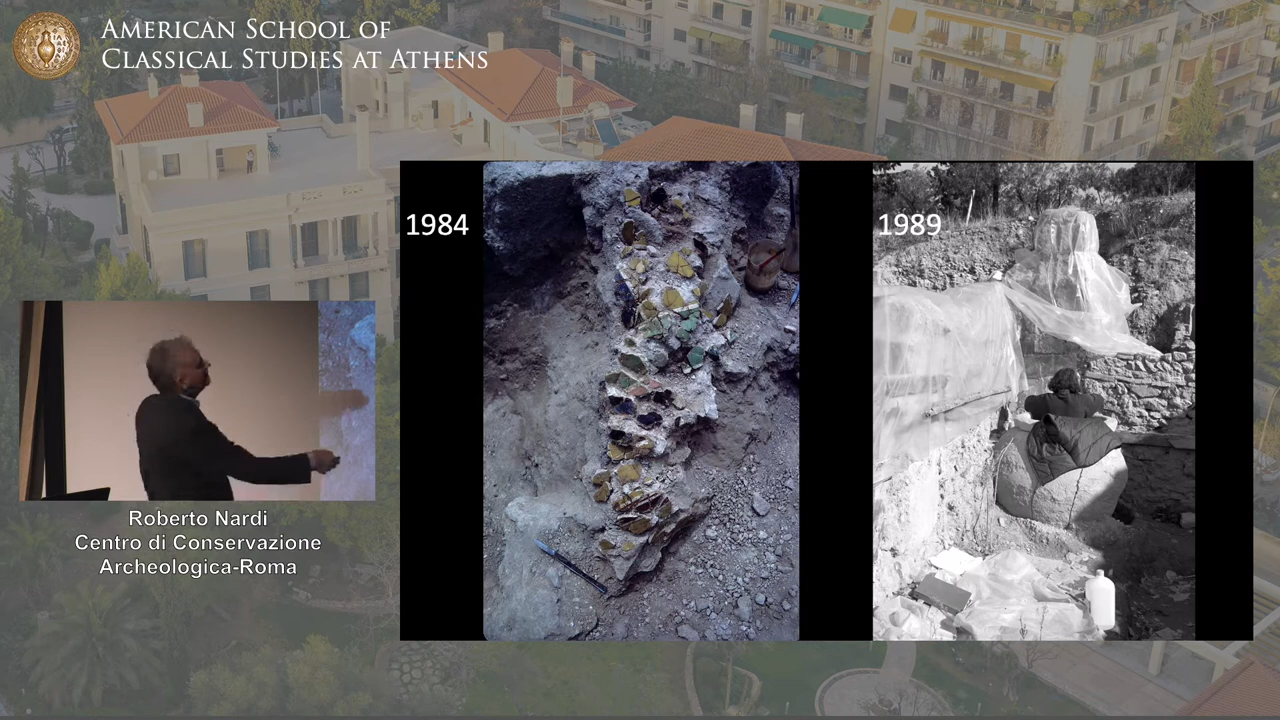 AMERICAN SCHOOL OF
CLASSICAL STUDIES AT ATHENS
1984
1989
Roberto Nardi
Centro di Conservazione
Archeologica-Roma